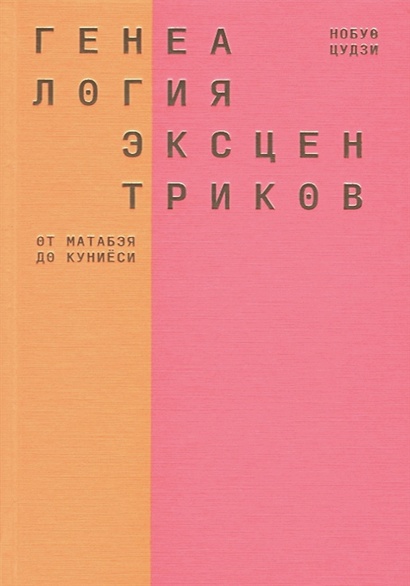 ГЕНЕА
ЛОГИЯ
ЭКСЦЕН
ТРИКОВ
НОБУО
ЦУДЗИ
ОТ МАТАБЭЯ
ДО КУНИЁСИ